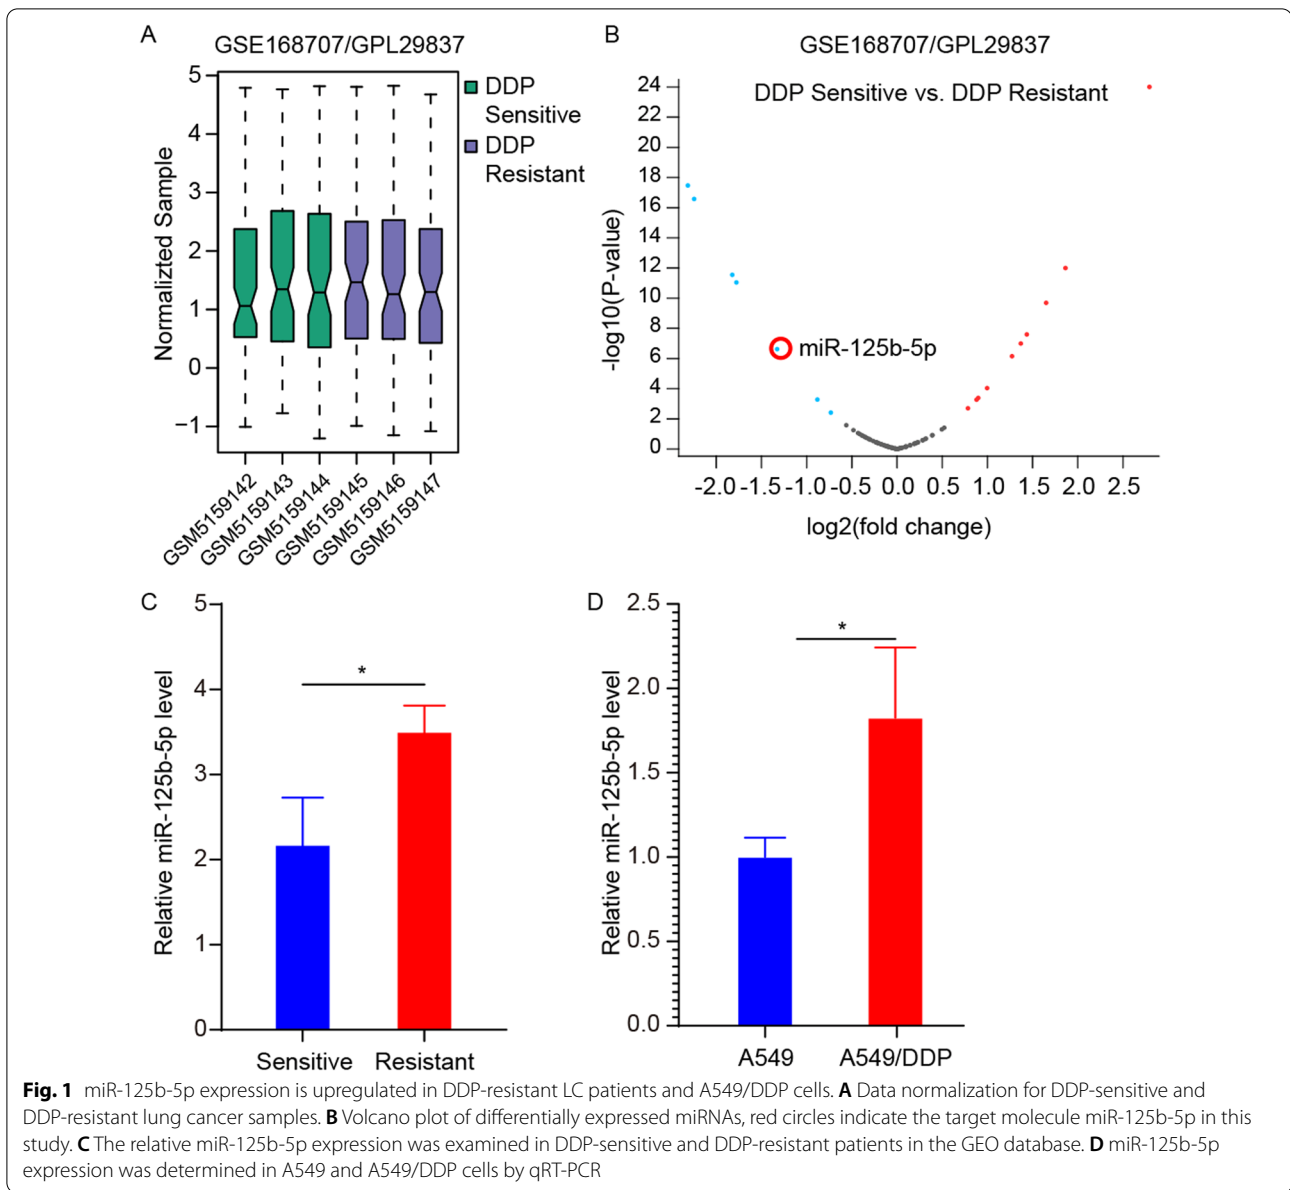 A
GSE168707/GPL29837
Normalizted Sample
5
4
3
2
1
0
−1
DDP
Sensitive
DDP
Resistant
GSM5159142
GSM5159143
GSM5159144
GSM5159145
GSM5159146
GSM5159147
B
GSE168707/GPL29837
DDP Sensitive vs. DDP Resistant
-log10(P-value)
24
22
20
18
16
14
12
10
8
6
4
2
0
miR-125b-5p
-2.0 -1.5 -1.0 -0.5 0.0 0.5 1.0 1.5 2.0 2.5
log2(fold change)
C
Relative miR-125b-5p level
5
4
3
2
1
0
*
Sensitive Resistant
D
Relative miR-125b-5p level
2.5
2.0
1.5
1.0
0.5
0.0
*
A549 A549/DDP
Fig. 1 miR-125b-5p expression is upregulated in DDP-resistant LC patients and A549/DDP cells. A Data normalization for DDP-sensitive and
DDP-resistant lung cancer samples. B Volcano plot of differentially expressed miRNAs, red circles indicate the target molecule miR-125b-5p in this
study. C The relative miR-125b-5p expression was examined in DDP-sensitive and DDP-resistant patients in the GEO database. D miR-125b-5p
expression was determined in A549 and A549/DDP cells by qRT-PCR